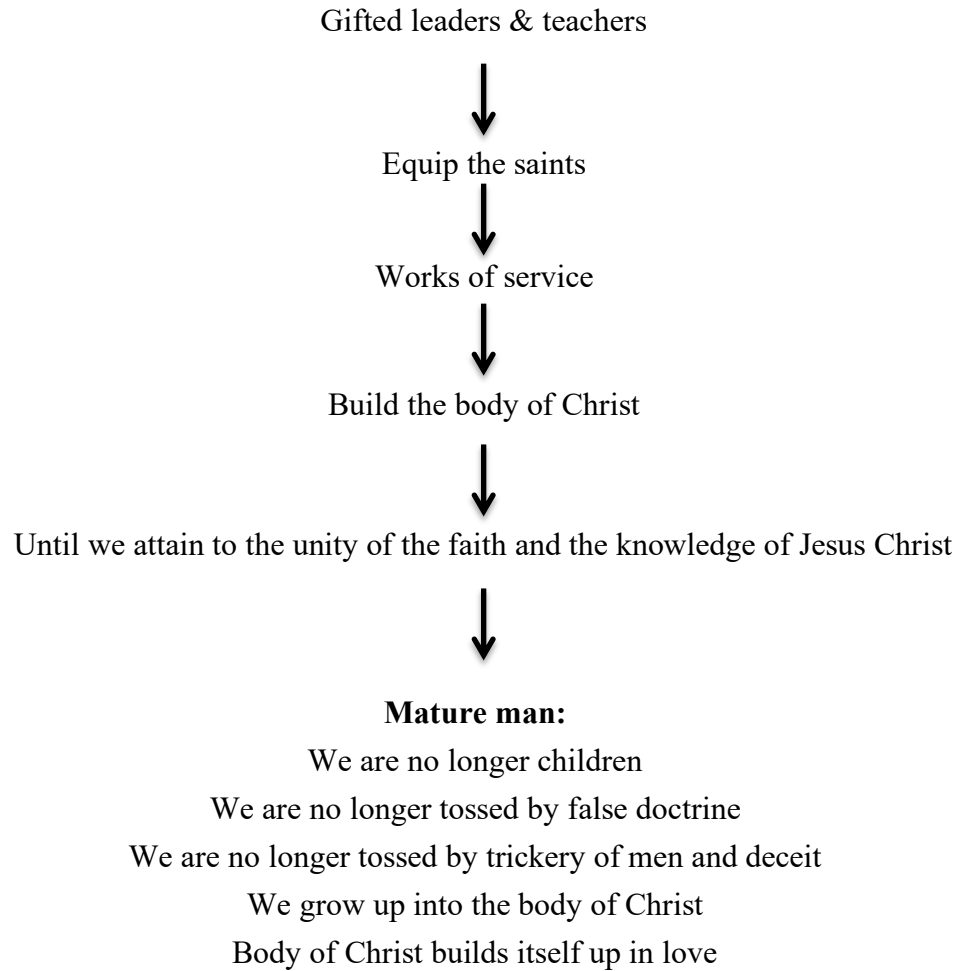 Gifted leaders & teachers
Equip the saints
Works of service
Build the body of Christ
Until we attain to the unity of the faith and the knowledge of Jesus Christ
Mature man:
We are no longer children
We are no longer tossed by false doctrine
We are no longer tossed by trickery of men and deceit
We grow up into the body of Christ
Body of Christ builds itself up in love